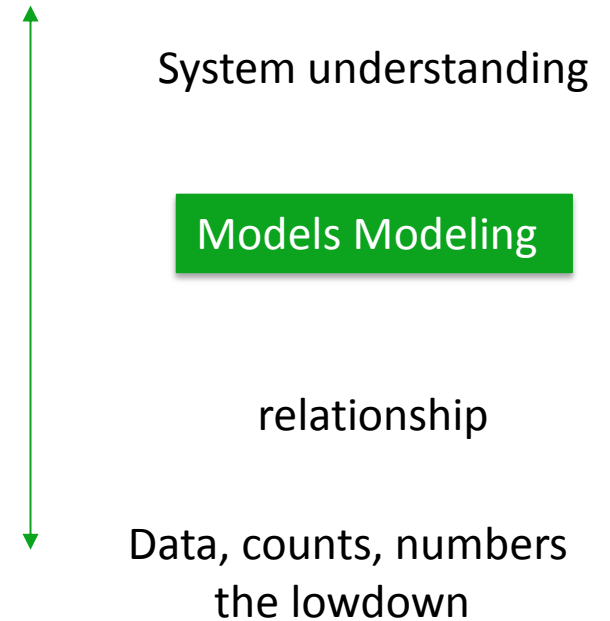 System understanding
Models Modeling
relationship
Data, counts, numbers
the lowdown